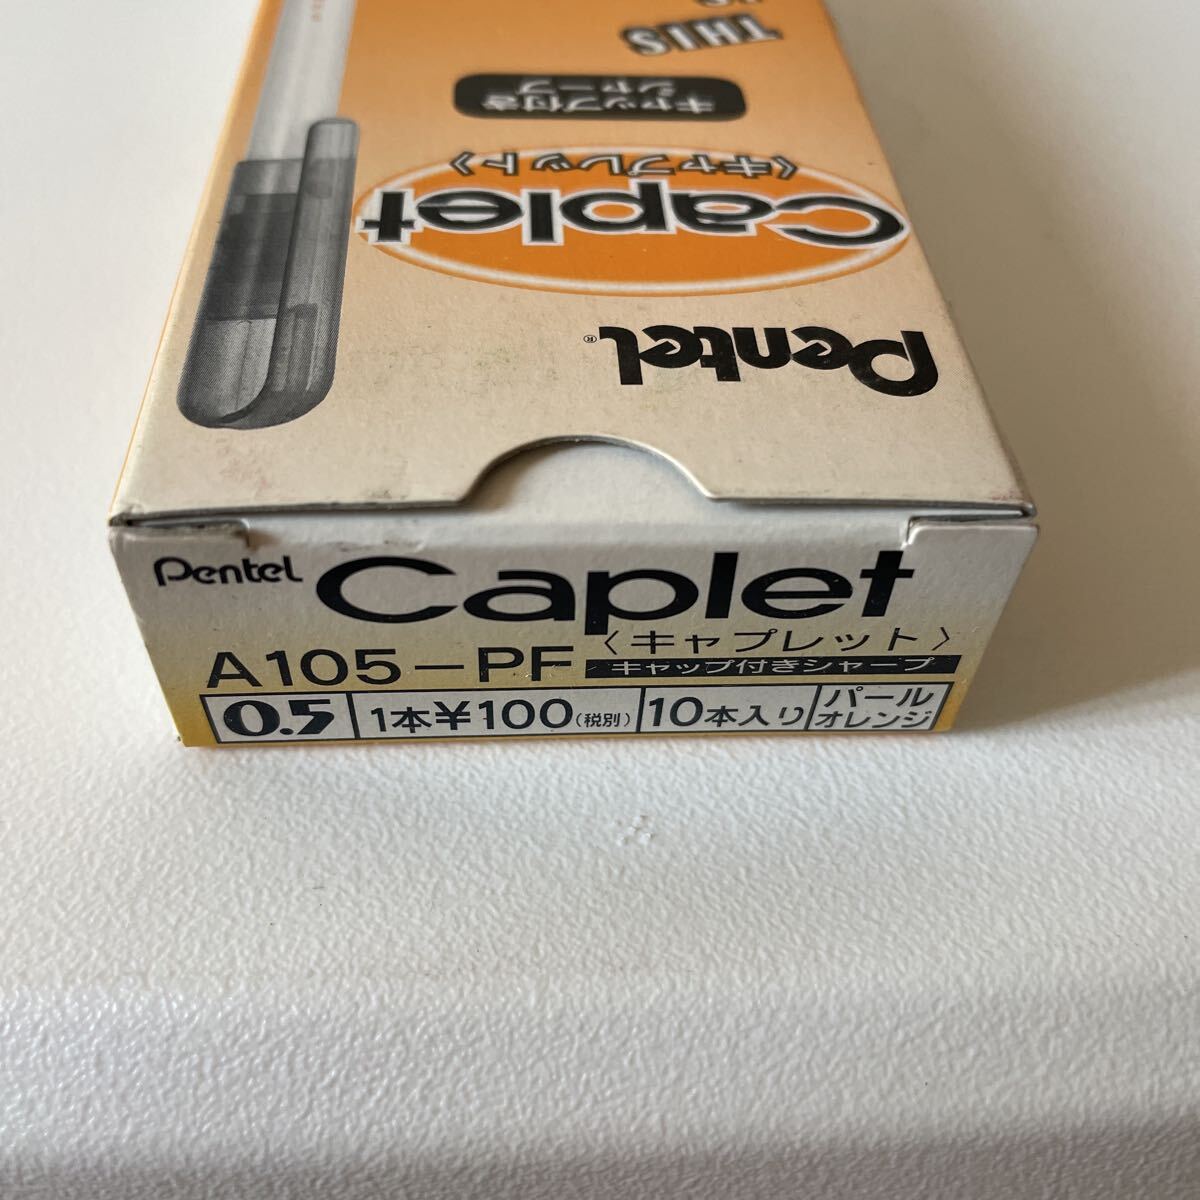 THIS
キャップ付き
シャープ
〈キャプレット〉
Caplet
Pentel®
Pentel Caplet
〈キャプレット〉
A105-PF キャップ付きシャープ
0.5 1本¥100(税別) 10本入り パール
オレンジ